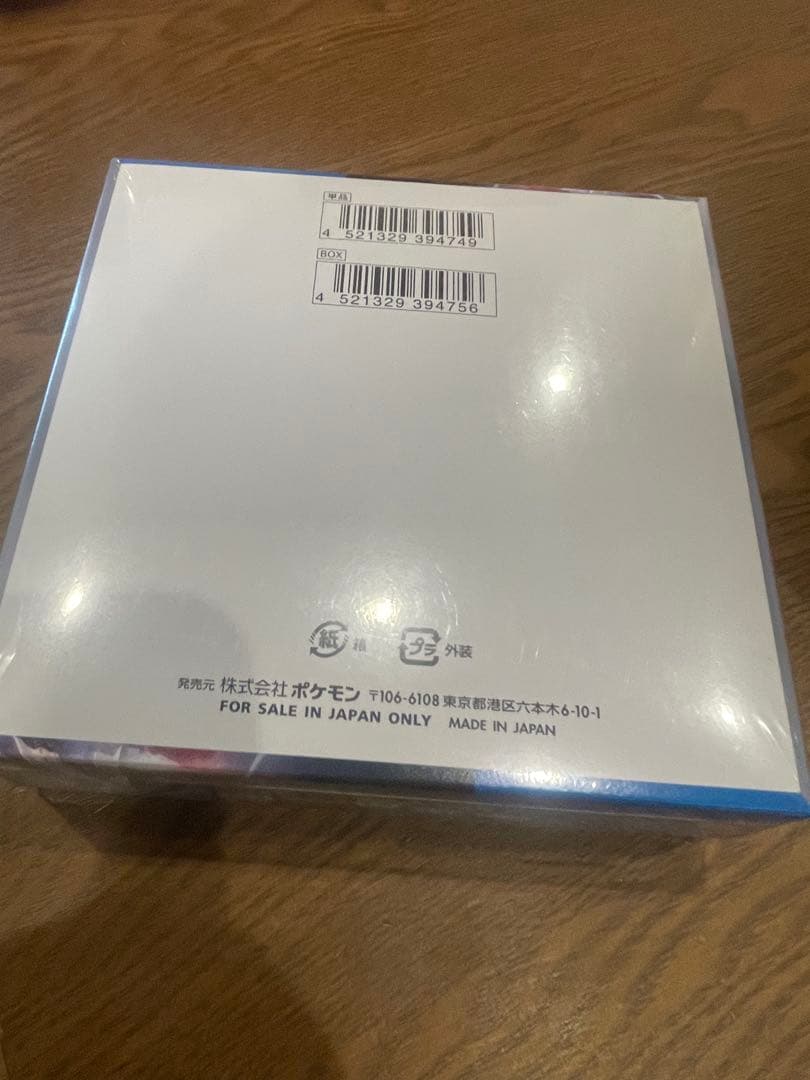 単品
4 521329 394749
BOX
4 521329 394756
紙 箱 プラ 外装
発売元 株式会社 ポケモン 〒106-6108 東京都港区六本木6-10-1
FOR SALE IN JAPAN ONLY MADE IN JAPAN